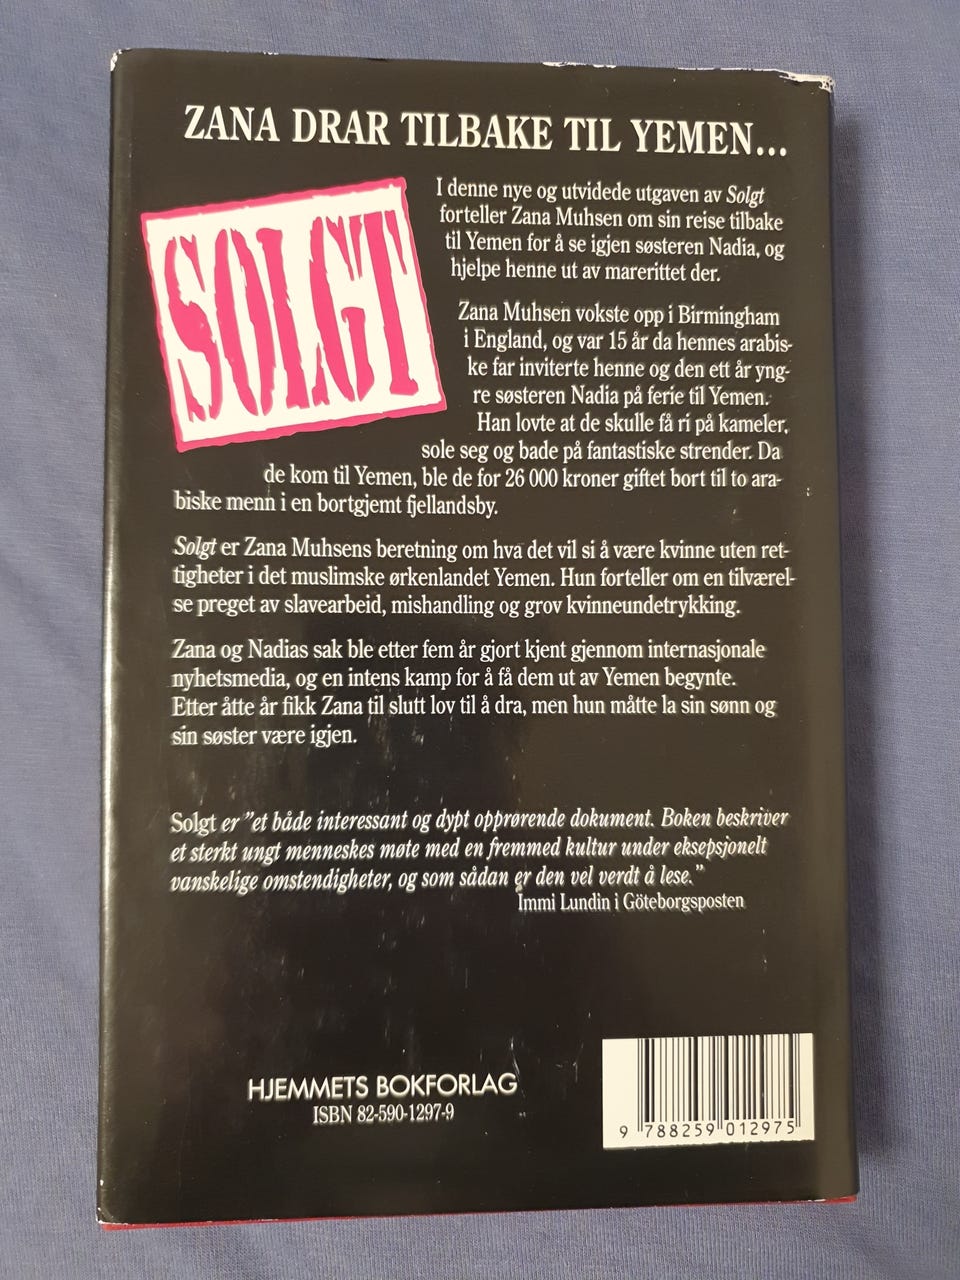 ZANA DRAR TILBAKE TIL YEMEN...
SOLGT
I denne nye og utvidede utgaven av Solgt
forteller Zana Muhsen om sin reise tilbake
til Yemen for å se igjen søsteren Nadia, og
hjelpe henne ut av marerittet der.
Zana Muhsen vokste opp i Birmingham
i England, og var 15 år da hennes arabis-
ke far inviterte henne og den ett år yng-
re søsteren Nadia på ferie til Yemen.
Han lovte at de skulle få ri på kameler,
sole seg og bade på fantastiske strender. Da
de kom til Yemen, ble de for 26 000 kroner giftet bort til to ara-
biske menn i en bortgjemt fjellandsby.
Solgt er Zana Muhsens beretning om hva det vil si å være kvinne uten ret-
tigheter i det muslimske ørkenlandet Yemen. Hun forteller om en tilværel-
se preget av slavearbeid, mishandling og grov kvinneundetrykking.
Zana og Nadias sak ble etter fem år gjort kjent gjennom internasjonale
nyhetsmedia, og en intens kamp for å få dem ut av Yemen begynte.
Etter åtte år fikk Zana til slutt lov til å dra, men hun måtte la sin sønn og
sin søster være igjen.
Solgt er "et både interessant og dypt opprørende dokument. Boken beskriver
et sterkt ungt menneskes møte med en fremmed kultur under eksepsjonelt
vanskelige omstendigheter, og som sådan er den vel verdt å lese."
Immi Lundin i Göteborgsposten
HJEMMETS BOKFORLAG
ISBN 82-590-1297-9
9 788259 012975